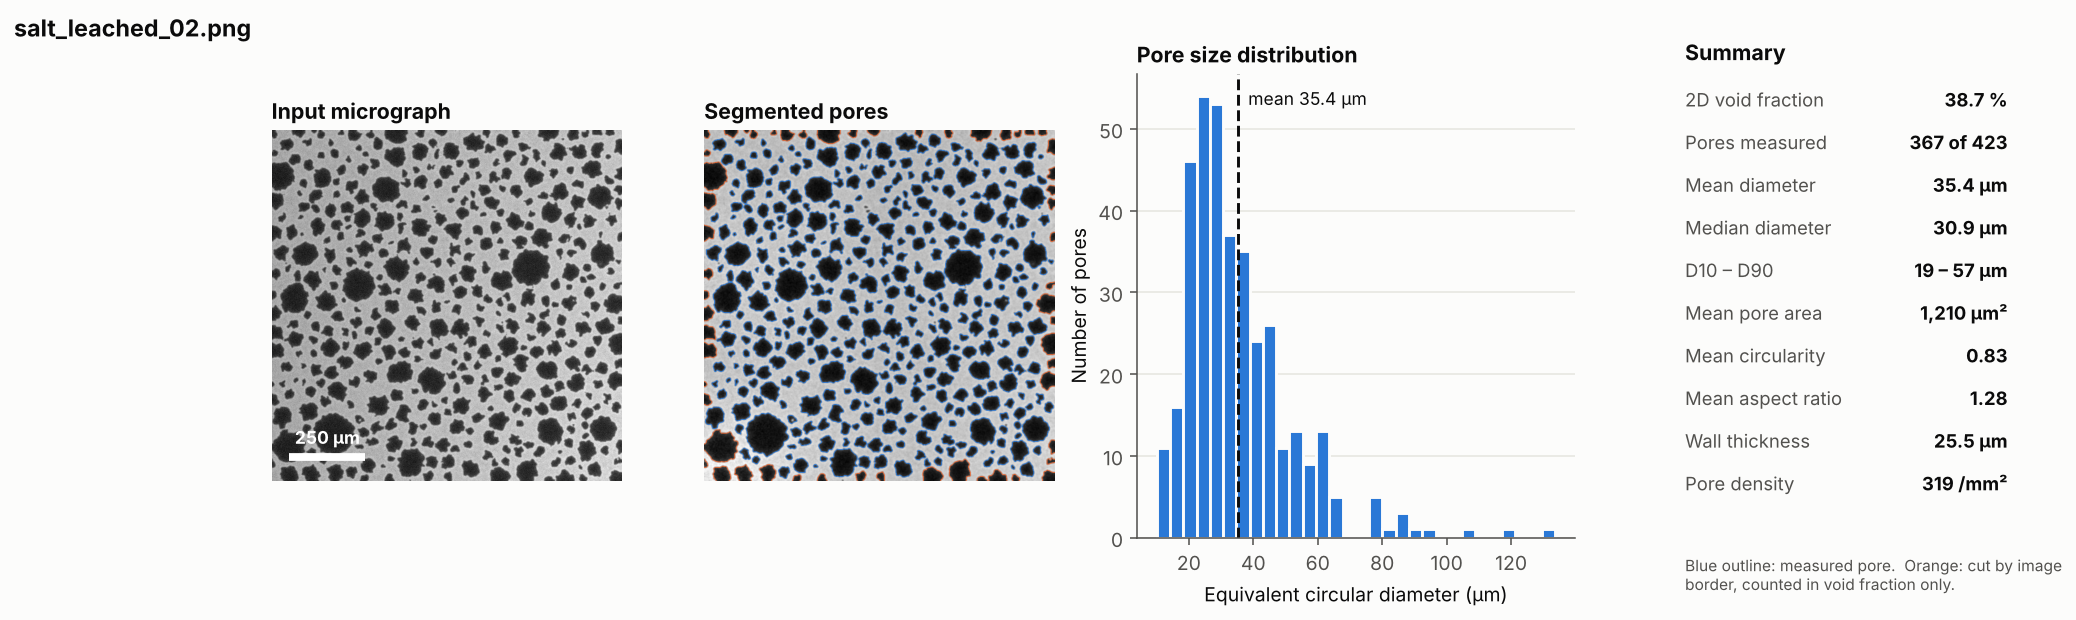 salt_leached_02.png
Input micrograph
250 µm
Segmented pores
Pore size distribution
mean 35.4 µm
Number of pores
50
40
30
20
10
0
20 40 60 80 100 120
Equivalent circular diameter (µm)
Summary
2D void fraction 38.7 %
Pores measured 367 of 423
Mean diameter 35.4 µm
Median diameter 30.9 µm
D10 – D90 19 – 57 µm
Mean pore area 1,210 µm²
Mean circularity 0.83
Mean aspect ratio 1.28
Wall thickness 25.5 µm
Pore density 319 /mm²
Blue outline: measured pore. Orange: cut by image
border, counted in void fraction only.